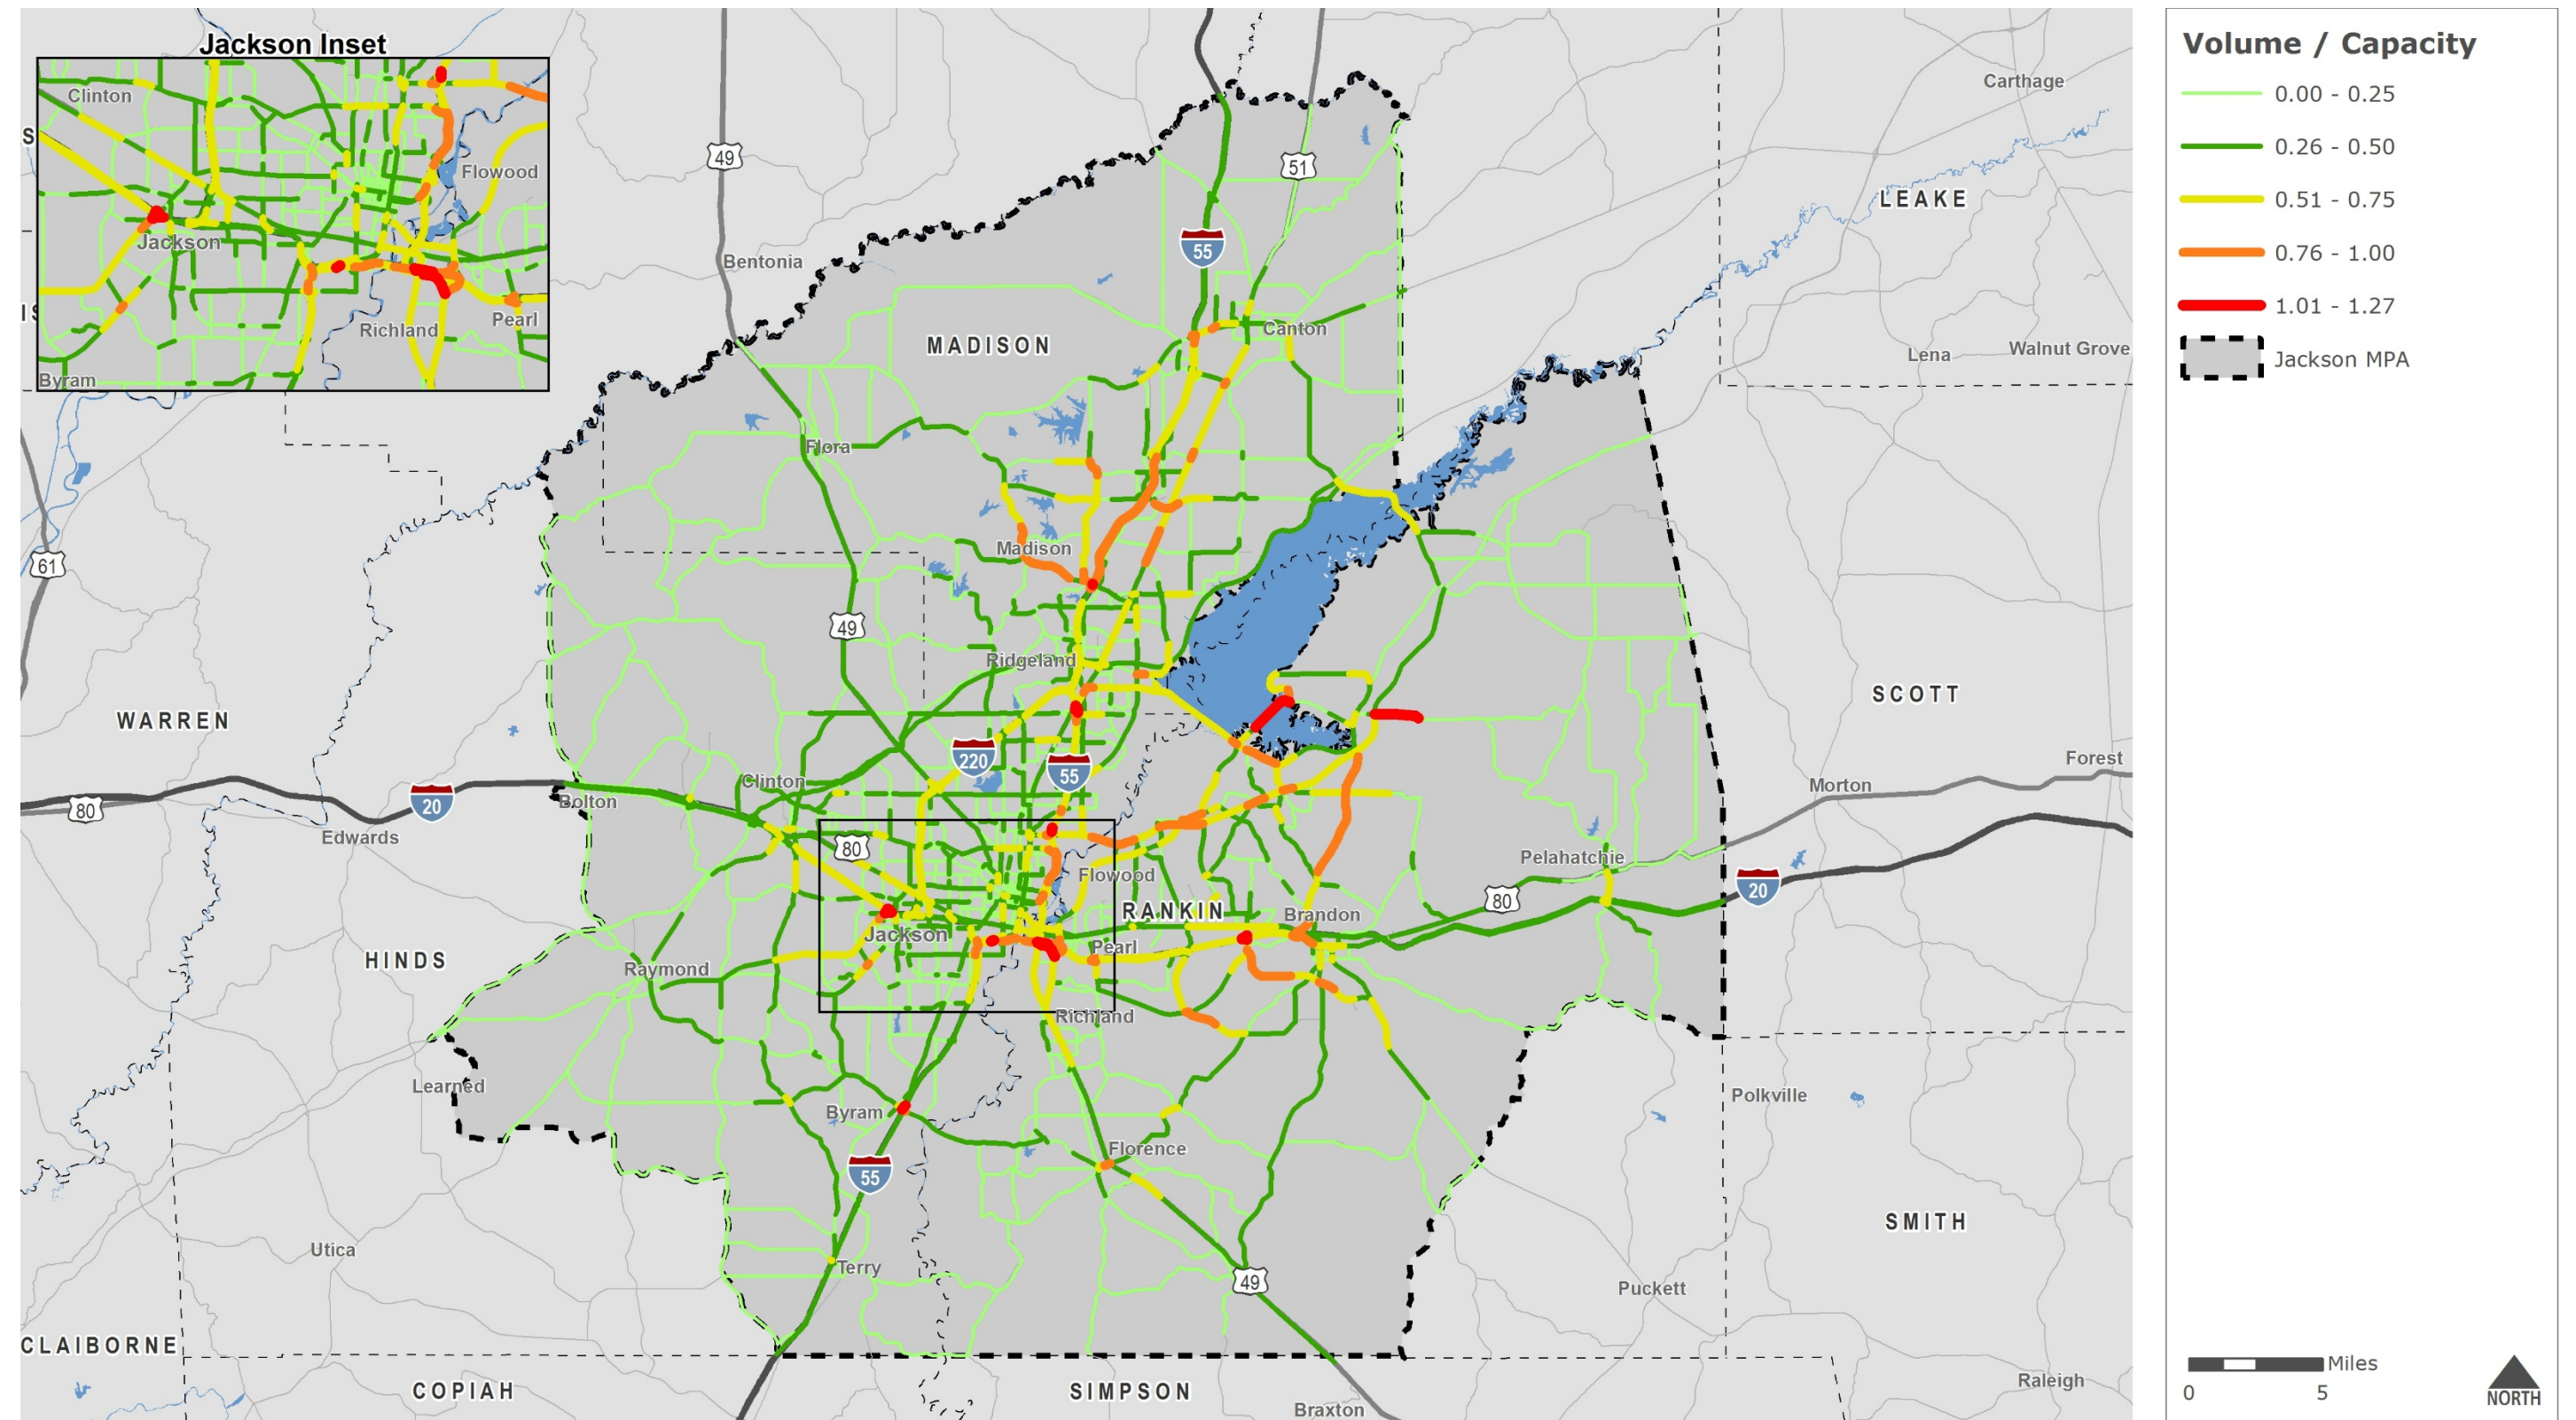 Jackson Inset
Clinton
Flowood
Jackson
Richland
Pearl
Byram
S
IS
49
51
55
Bentonia
MADISON
Canton
Carthage
LEAKE
Lena
Walnut Grove
Flora
61
Madison
49
Ridgeland
WARREN
SCOTT
220
55
Clinton
Bolton
80
20
Edwards
Forest
Morton
80
Pelahatchie
Flowood
20
80
RANKIN
Brandon
Jackson
Pearl
HINDS
Raymond
Richland
Learned
Byram
Polkville
Florence
55
SMITH
Utica
Terry
49
Puckett
CLAIBORNE
COPIAH
SIMPSON
Braxton
Raleigh
Volume / Capacity
0.00 - 0.25
0.26 - 0.50
0.51 - 0.75
0.76 - 1.00
1.01 - 1.27
Jackson MPA
Miles
0 5
NORTH